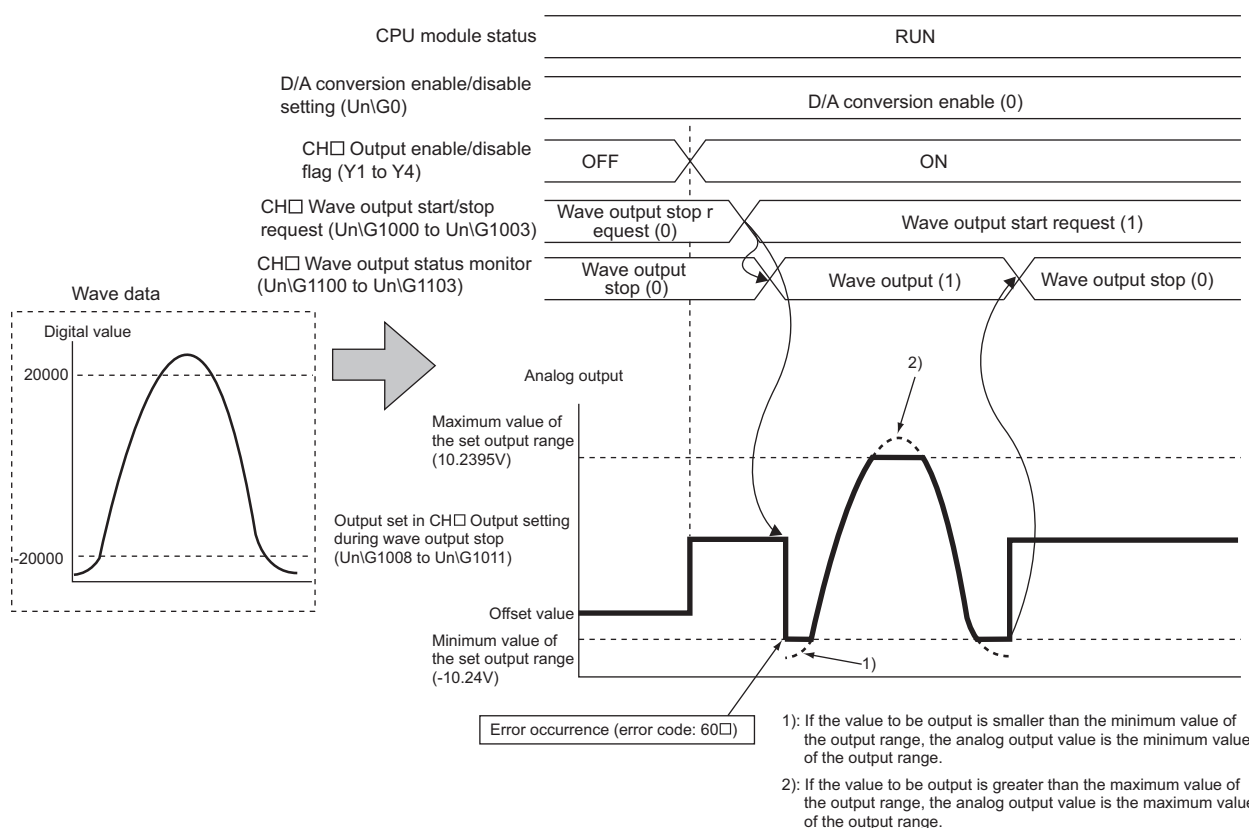 CPU module status
RUN
D/A conversion enable/disable
setting (Un\G0)
D/A conversion enable (0)
CH□ Output enable/disable
flag (Y1 to Y4)
OFF
ON
CH□ Wave output start/stop
request (Un\G1000 to Un\G1003)
Wave output stop r
equest (0)
Wave output start request (1)
CH□ Wave output status monitor
(Un\G1100 to Un\G1103)
Wave output
stop (0)
Wave output (1)
Wave output stop (0)
Wave data
Digital value
20000
-20000
Analog output
2)
Maximum value of
the set output range
(10.2395V)
Output set in CH□ Output setting
during wave output stop
(Un\G1008 to Un\G1011)
Offset value
Minimum value of
the set output range
(-10.24V)
1)
Error occurrence (error code: 60□)
1): If the value to be output is smaller than the minimum value of
the output range, the analog output value is the minimum value
of the output range.
2): If the value to be output is greater than the maximum value of
the output range, the analog output value is the maximum value
of the output range.